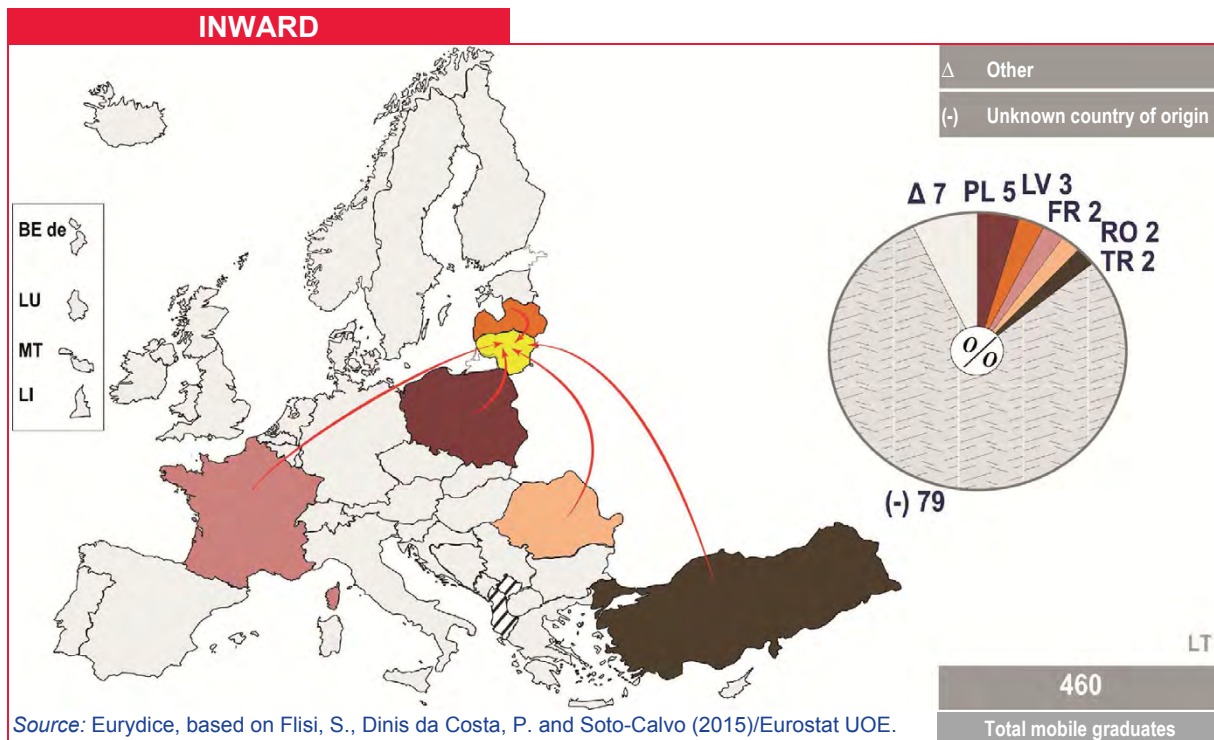 INWARD
Δ Other
(-) Unknown country of origin
BE de
LU
MT
LI
Δ 7
PL 5
LV 3
FR 2
RO 2
TR 2
%
(-) 79
LT
460
Total mobile graduates
Source: Eurydice, based on Flisi, S., Dinis da Costa, P. and Soto-Calvo (2015)/Eurostat UOE.